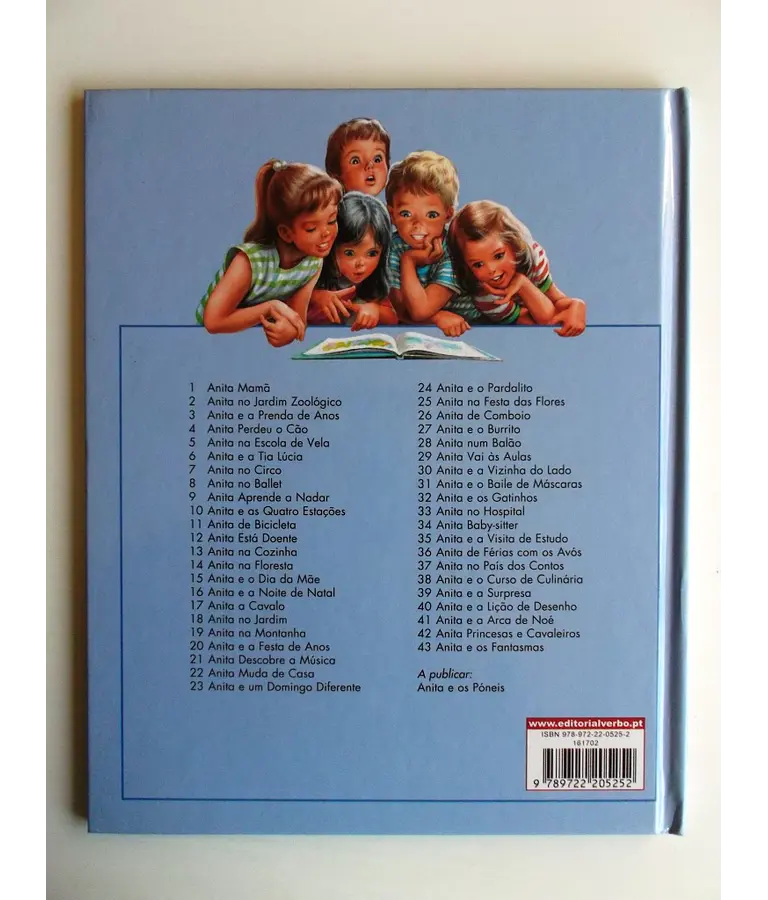 1 Anita Mamã
2 Anita no Jardim Zoológico
3 Anita e a Prenda de Anos
4 Anita Perdeu o Cão
5 Anita na Escola de Vela
6 Anita e a Tia Lúcia
7 Anita no Circo
8 Anita no Ballet
9 Anita Aprende a Nadar
10 Anita e as Quatro Estações
11 Anita de Bicicleta
12 Anita Está Doente
13 Anita na Cozinha
14 Anita na Floresta
15 Anita e o Dia da Mãe
16 Anita e a Noite de Natal
17 Anita a Cavalo
18 Anita no Jardim
19 Anita na Montanha
20 Anita e a Festa de Anos
21 Anita Descobre a Música
22 Anita Muda de Casa
23 Anita e um Domingo Diferente
24 Anita e o Pardalito
25 Anita na Festa das Flores
26 Anita de Comboio
27 Anita e o Burrito
28 Anita num Balão
29 Anita Vai às Aulas
30 Anita e a Vizinha do Lado
31 Anita e o Baile de Máscaras
32 Anita e os Gatinhos
33 Anita no Hospital
34 Anita Baby-sitter
35 Anita e a Visita de Estudo
36 Anita de Férias com os Avós
37 Anita no País dos Contos
38 Anita e o Curso de Culinária
39 Anita e a Surpresa
40 Anita e a Lição de Desenho
41 Anita e a Arca de Noé
42 Anita Princesas e Cavaleiros
43 Anita e os Fantasmas
A publicar:
Anita e os Póneis
www.editorialverbo.pt
ISBN 978-972-22-0525-2
161702
9 789722 205252